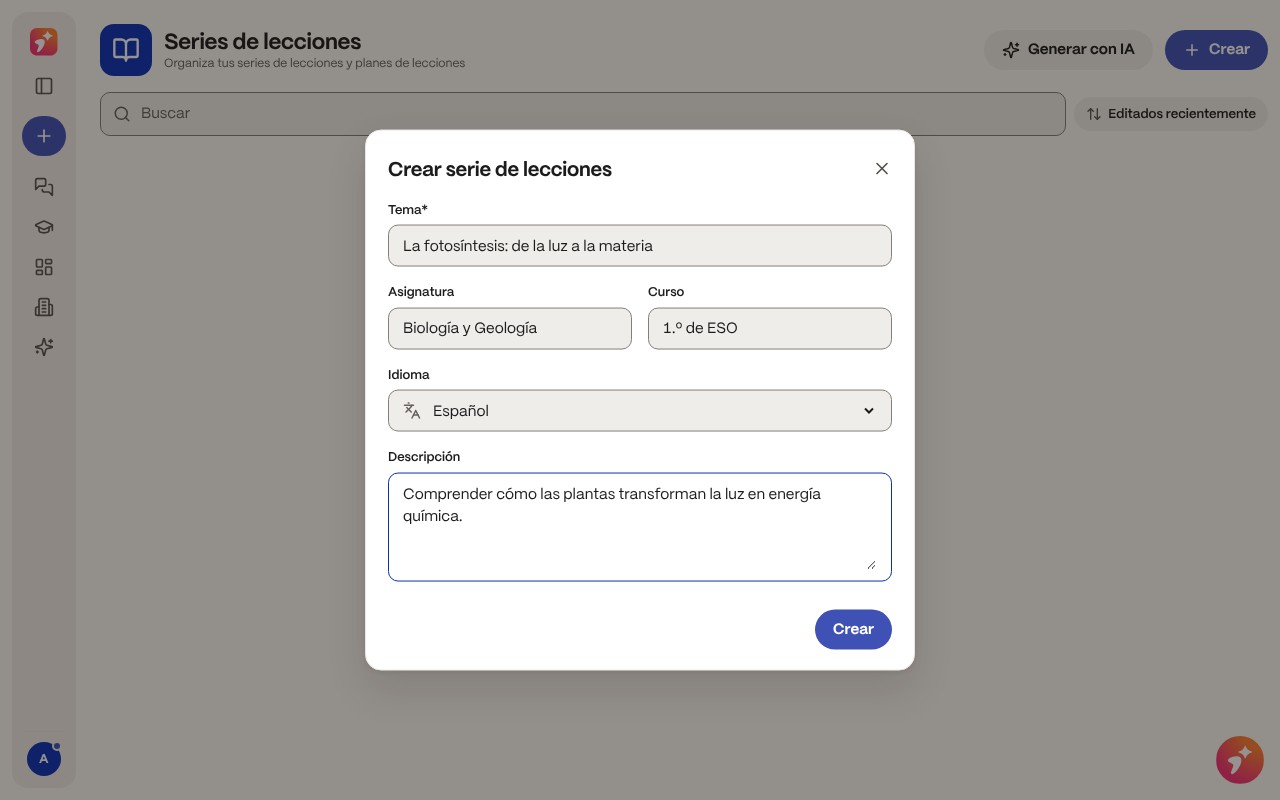 Series de lecciones
Organiza tus series de lecciones y planes de lecciones
Generar con IA
Crear
Buscar
Editados recientemente
Crear serie de lecciones
Tema*
La fotosíntesis: de la luz a la materia
Asignatura
Curso
Biología y Geología
1.º de ESO
Idioma
Español
Descripción
Comprender cómo las plantas transforman la luz en energía
química.
Crear
A